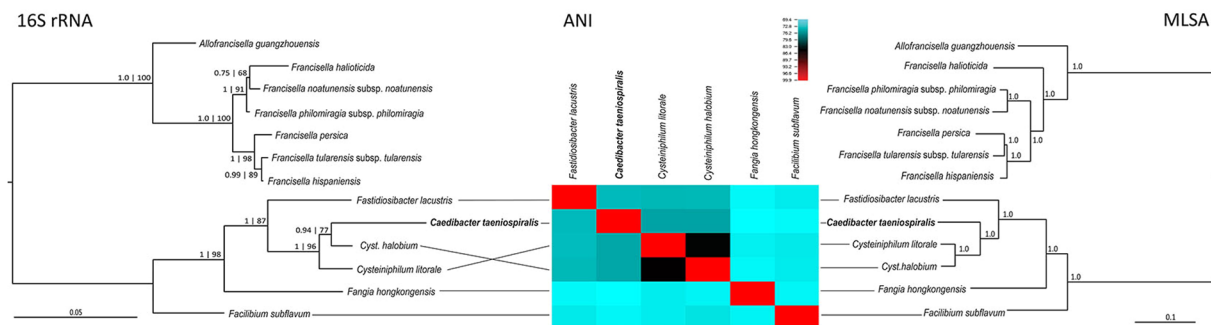 16S rRNA
ANI
MLSA
Allofrancisella guangzhouensis
1.0 | 100
0.75 | 68
Francisella halioticida
1 | 91
Francisella noatunensis subsp. noatunensis
Francisella philomiragia subsp. philomiragia
1.0 | 100
Francisella persica
1 | 98
Francisella tularensis subsp. tularensis
0.99 | 89
Francisella hispaniensis
Fastidiosibacter lacustris
1 | 87
Caedibacter taeniospiralis
0.94 | 77
Cyst. halobium
1 | 96
1 | 98
Cysteiniphilum litorale
Fangia hongkongensis
Facilibium subflavum
0.05
Fastidiosibacter lacustris
Caedibacter taeniospiralis
Cysteiniphilum litorale
Cysteiniphilum halobium
Fangia hongkongensis
Facilibium subflavum
Allofrancisella guangzhouensis
1.0
Francisella halioticida
1.0
Francisella philomiragia subsp. philomiragia
1.0
Francisella noatunensis subsp. noatunensis
1.0
Francisella persica
1.0
Francisella tularensis subsp. tularensis
1.0
Francisella hispaniensis
Fastidiosibacter lacustris
1.0
Caedibacter taeniospiralis
1.0
Cysteiniphilum litorale
1.0
Cyst.halobium
1.0
Fangia hongkongensis
Facilibium subflavum
0.1